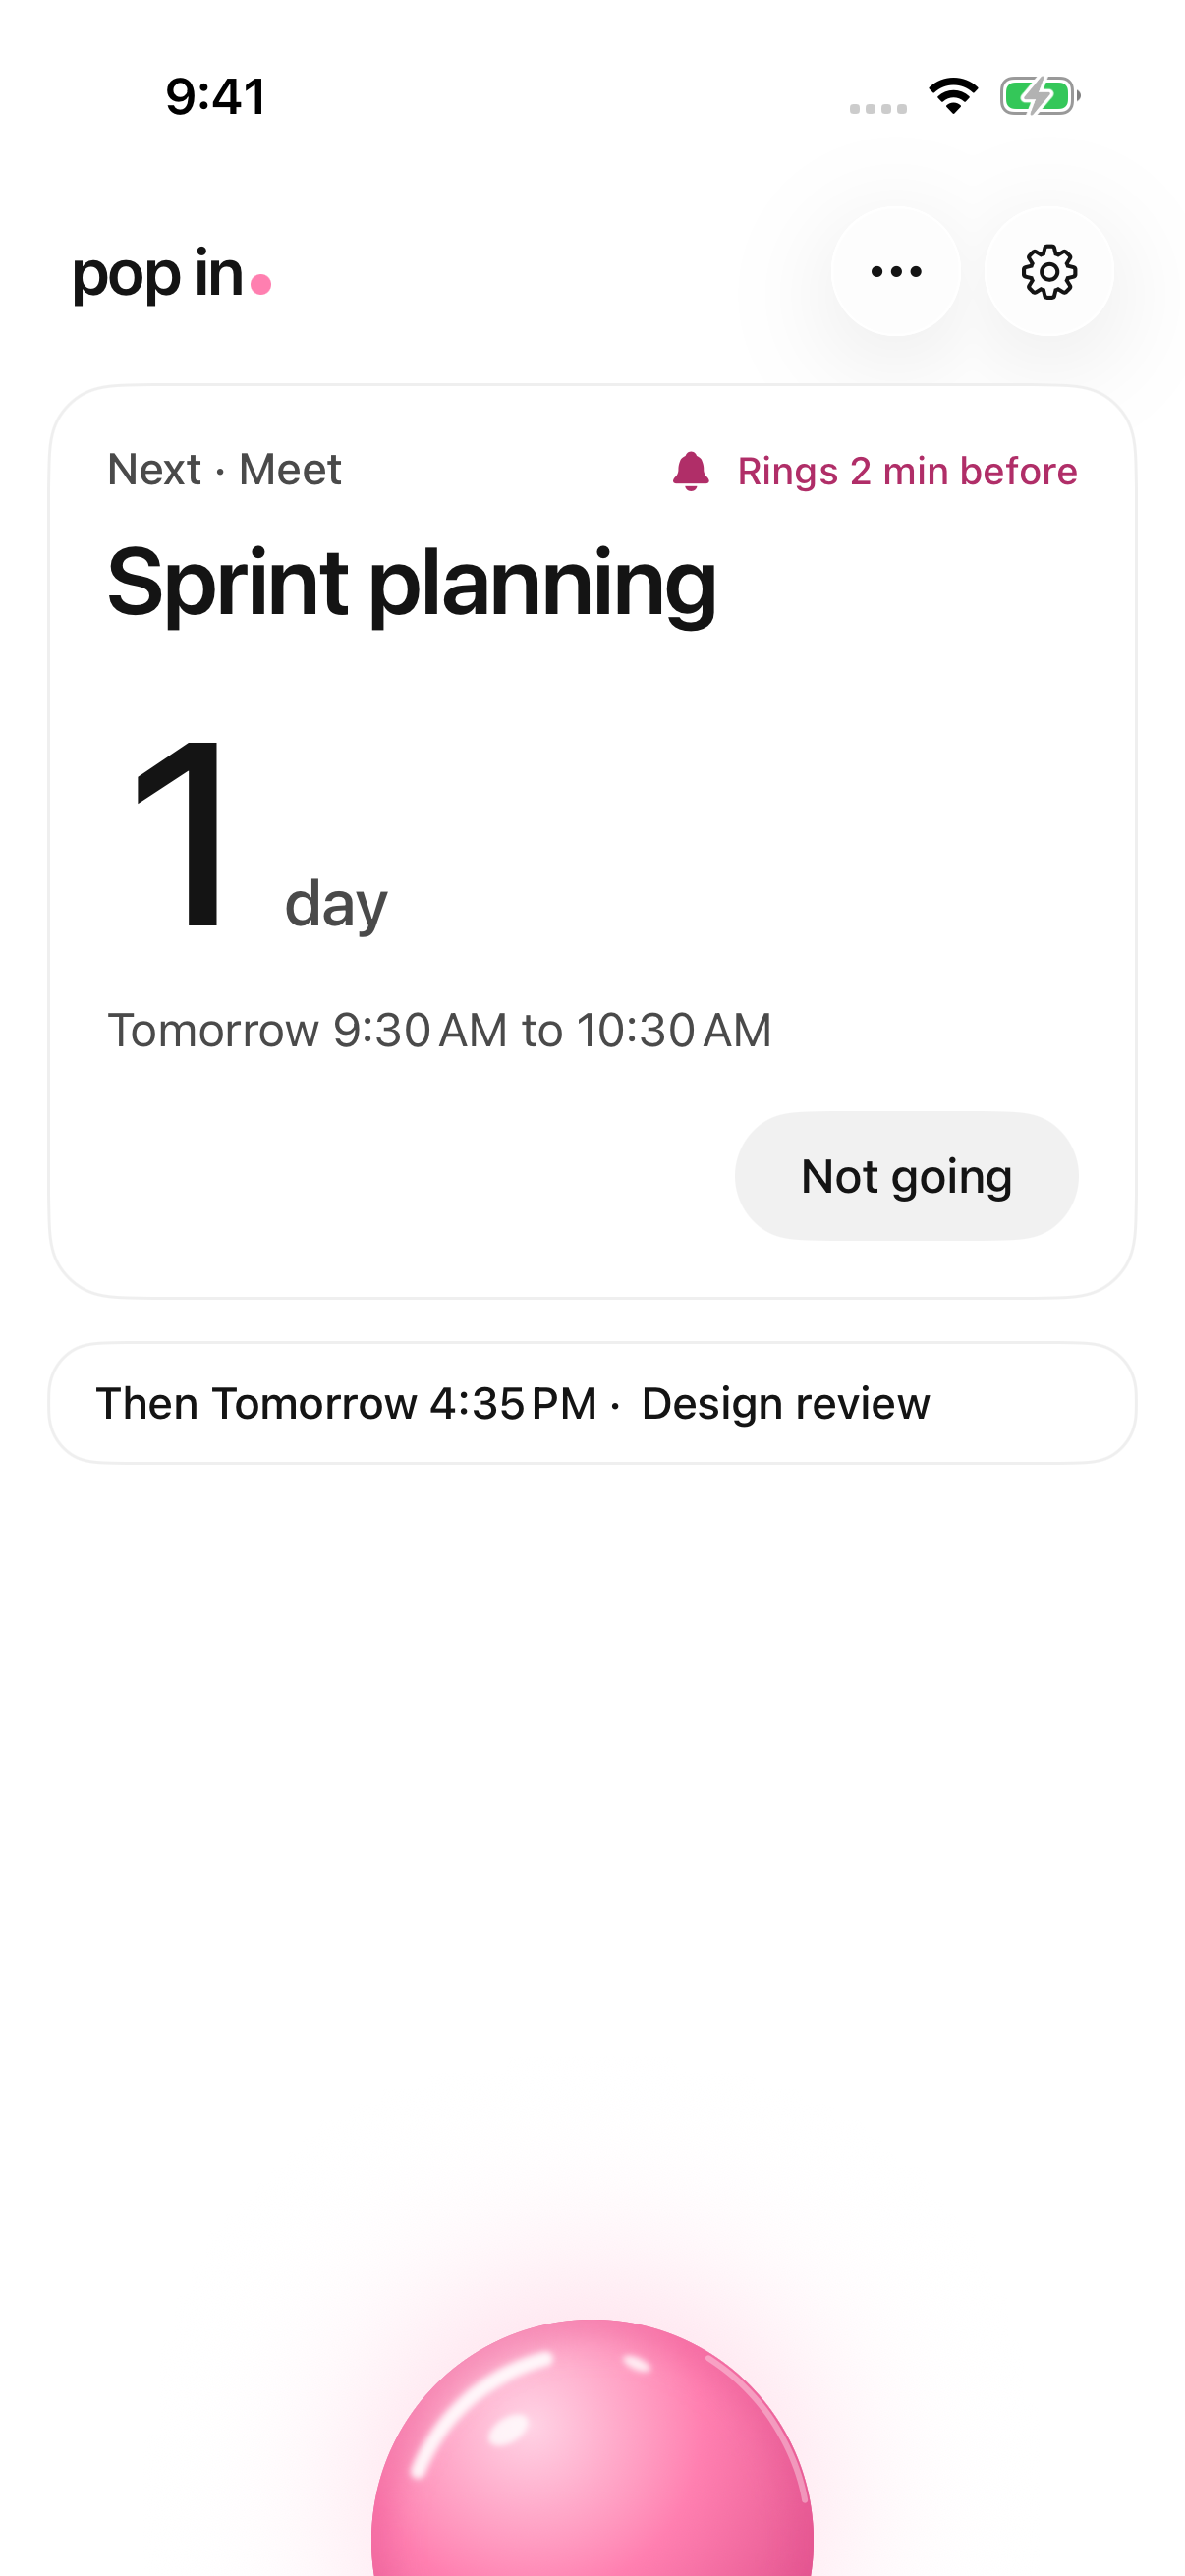 9:41
pop in
Next · Meet
Rings 2 min before
Sprint planning
1 day
Tomorrow 9:30 AM to 10:30 AM
Not going
Then Tomorrow 4:35 PM · Design review